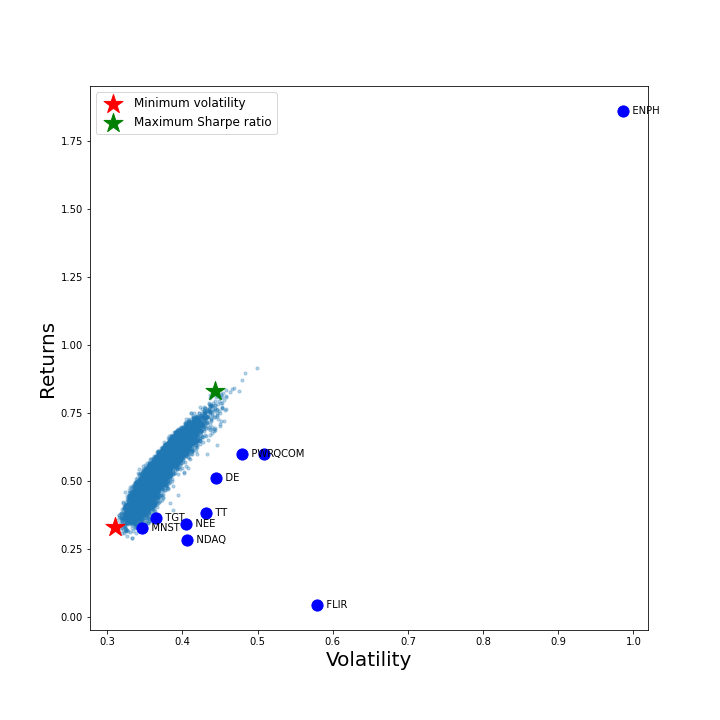 Minimum volatility
Maximum Sharpe ratio
ENPH
1.75
1.50
1.25
1.00
0.75
PWR
QCOM
0.50
DE
TT
TGT
NEE
MNST
0.25
NDAQ
FLIR
0.00
0.3 0.4 0.5 0.6 0.7 0.8 0.9 1.0
Volatility
Returns